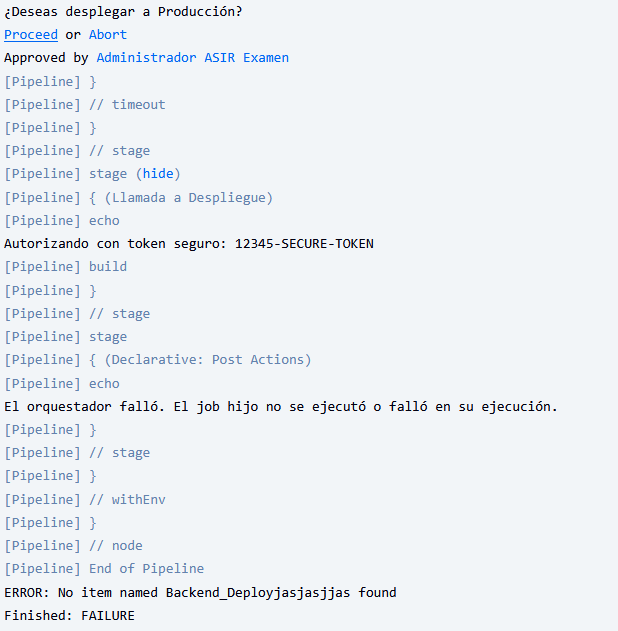 ¿Deseas desplegar a Producción?
Proceed or Abort
Approved by Administrador ASIR Examen
[Pipeline] }
[Pipeline] // timeout
[Pipeline] }
[Pipeline] // stage
[Pipeline] stage (hide)
[Pipeline] { (Llamada a Despliegue)
[Pipeline] echo
Autorizando con token seguro: 12345-SECURE-TOKEN
[Pipeline] build
[Pipeline] }
[Pipeline] // stage
[Pipeline] stage
[Pipeline] { (Declarative: Post Actions)
[Pipeline] echo
El orquestador falló. El job hijo no se ejecutó o falló en su ejecución.
[Pipeline] }
[Pipeline] // stage
[Pipeline] }
[Pipeline] // withEnv
[Pipeline] }
[Pipeline] // node
[Pipeline] End of Pipeline
ERROR: No item named Backend_Deployjasjasjjas found
Finished: FAILURE